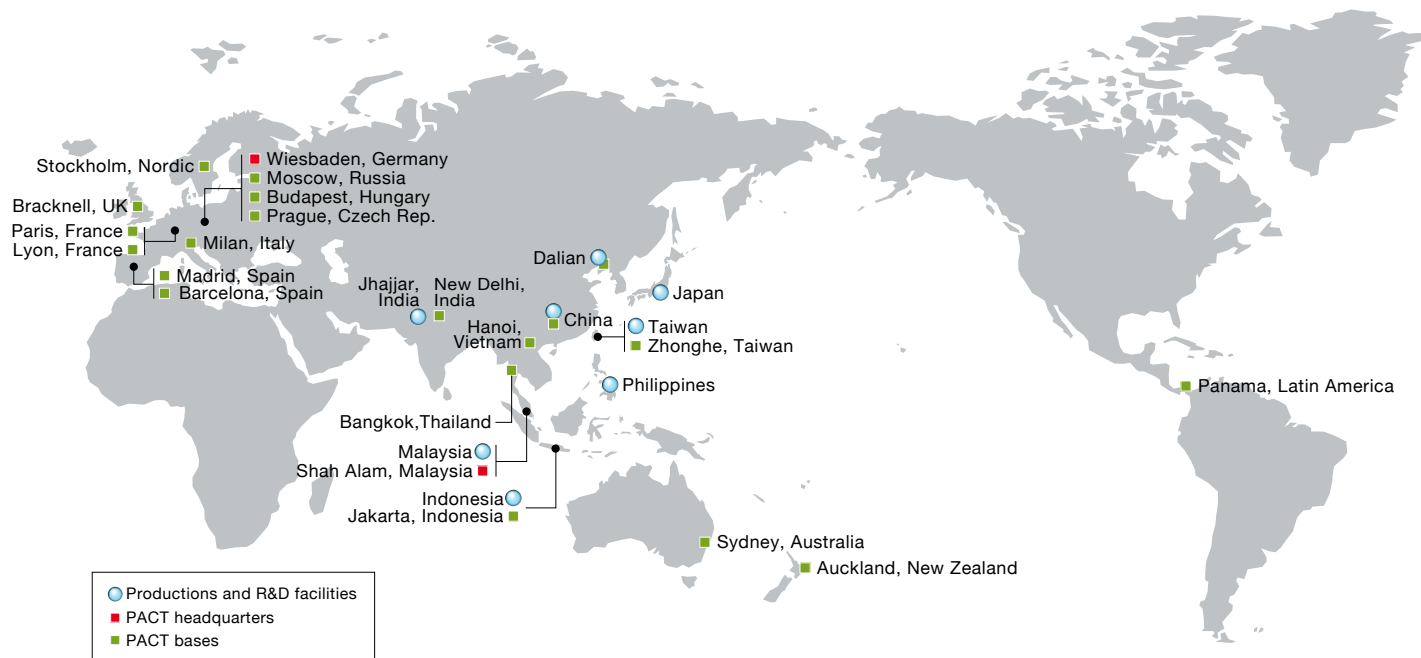 Stockholm, Nordic
Wiesbaden, Germany
Moscow, Russia
Budapest, Hungary
Prague, Czech Rep.
Bracknell, UK
Paris, France
Lyon, France
Milan, Italy
Madrid, Spain
Barcelona, Spain
Dalian
Jhajjar,
India
New Delhi,
India
Japan
China
Hanoi,
Vietnam
Taiwan
Zhonghe, Taiwan
Philippines
Panama, Latin America
Bangkok,Thailand
Malaysia
Shah Alam, Malaysia
Indonesia
Jakarta, Indonesia
Sydney, Australia
Auckland, New Zealand
Productions and R&D facilities
PACT headquarters
PACT bases